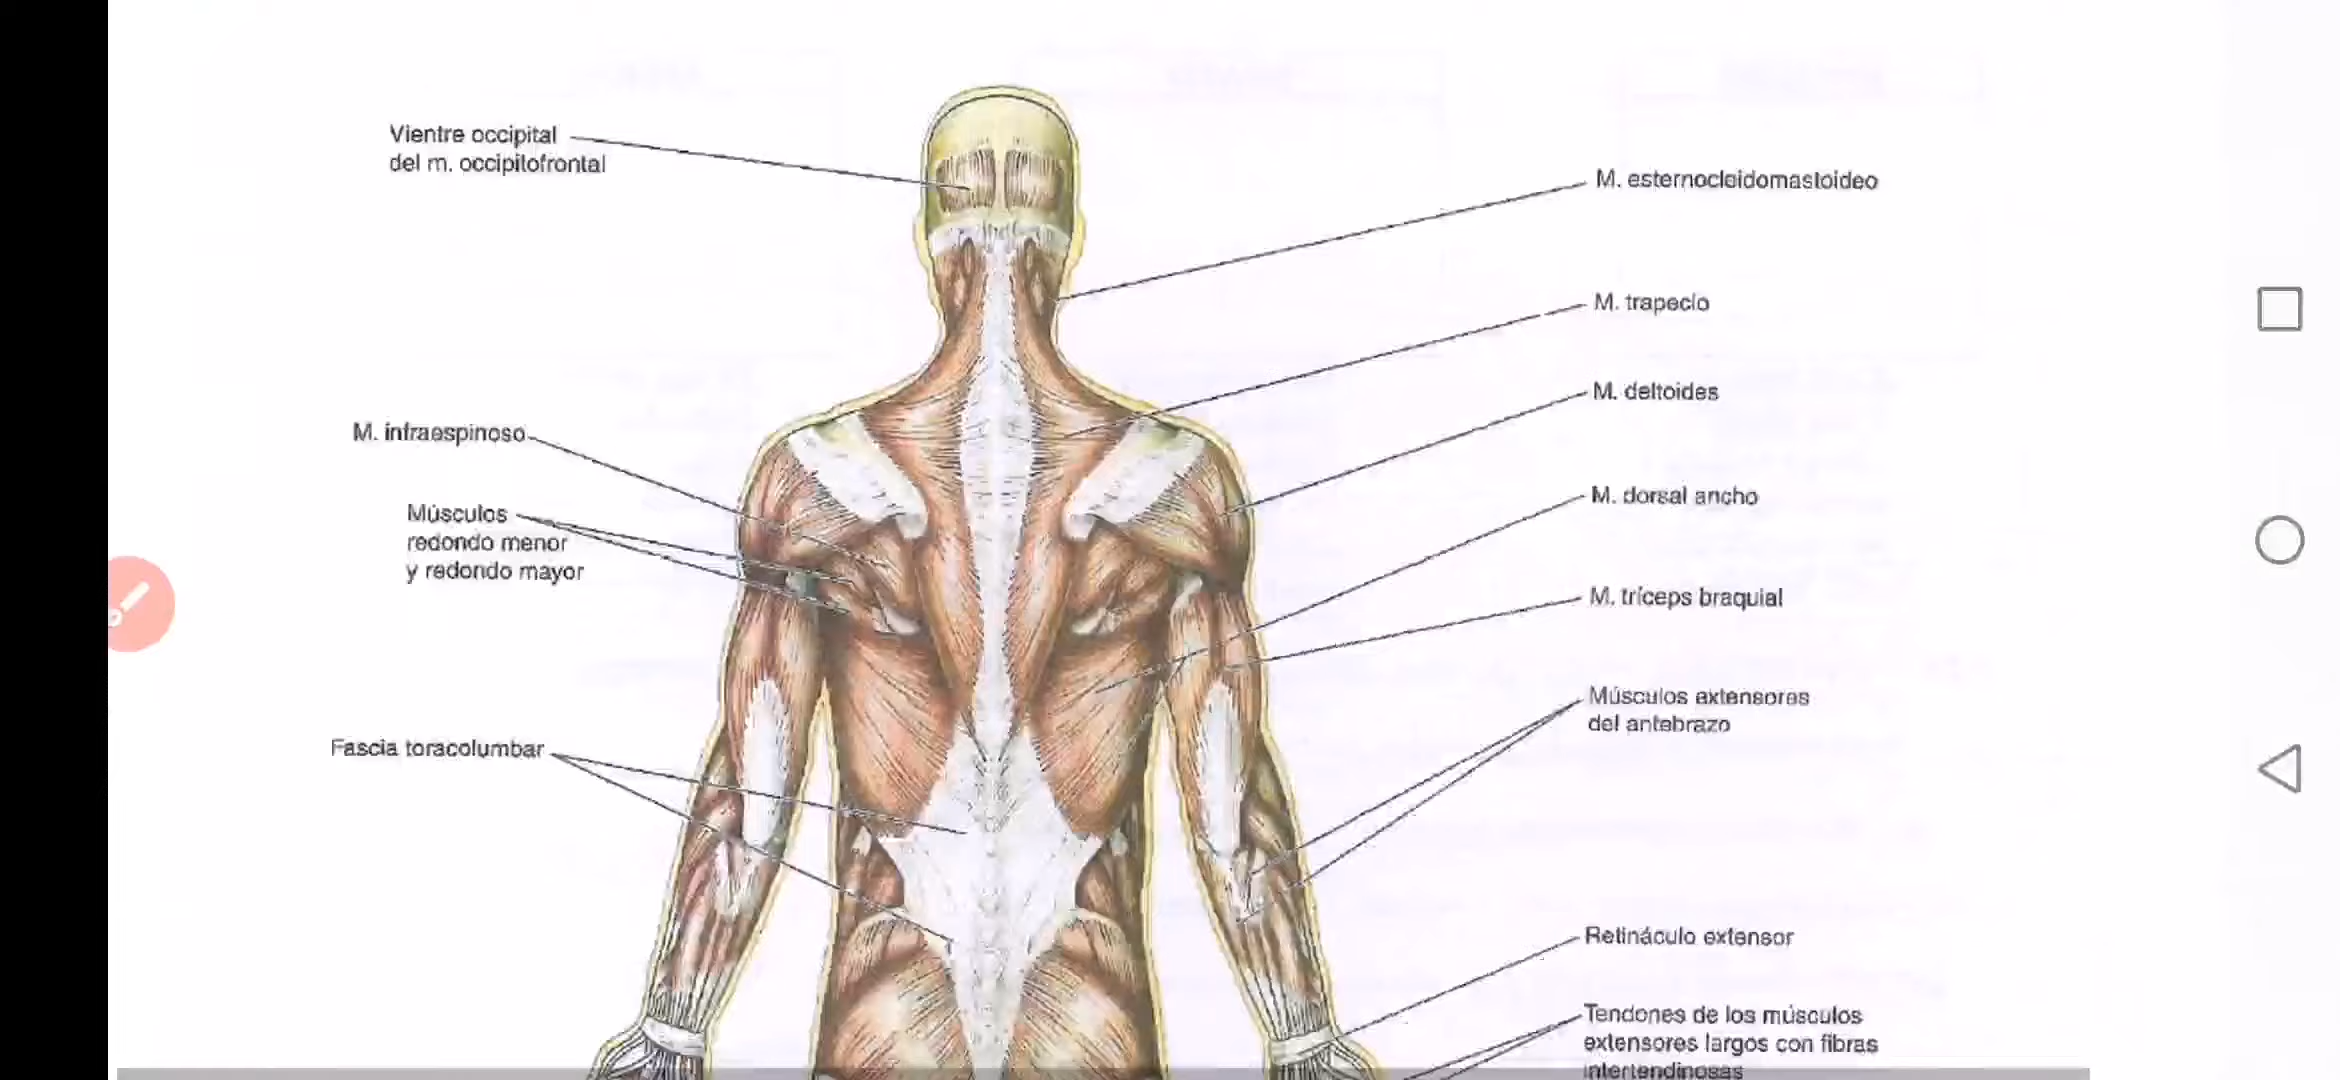 Vientre occipital
del m. occipitofrontal
M. infraespinoso
Músculos
redondo menor
y redondo mayor
Fascia toracolumbar
M. esternocleidomastoideo
M. trapecio
M. deltoides
M. dorsal ancho
M. tríceps braquial
Músculos extensores
del antebrazo
Retináculo extensor
Tendones de los músculos
extensores largos con fibras
intertendinosas